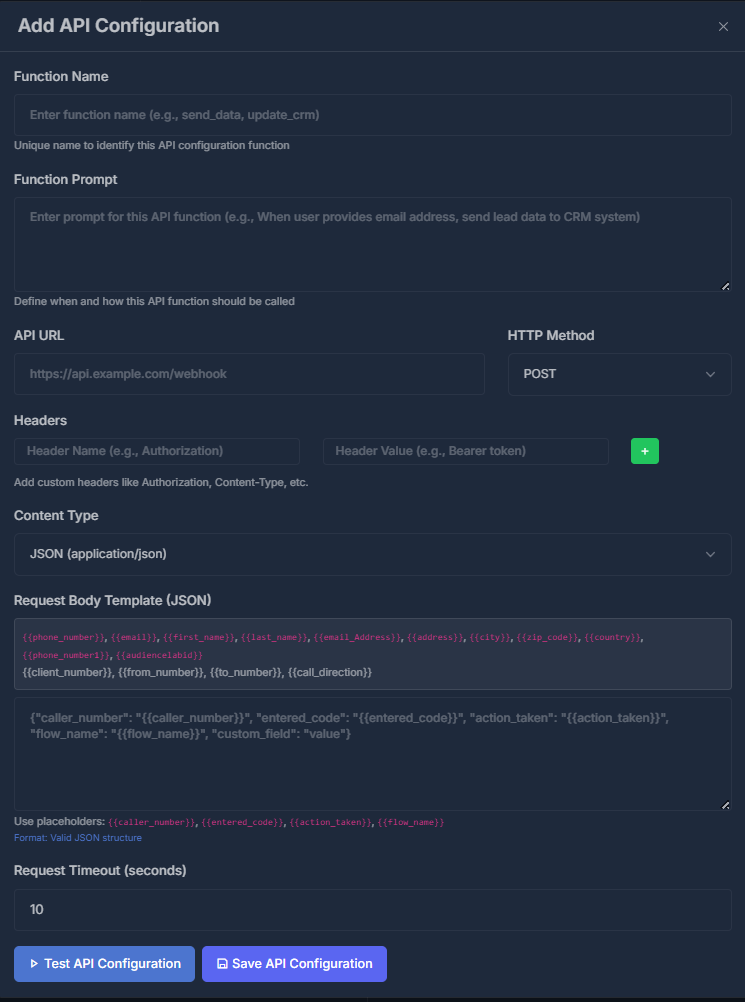 Add API Configuration
Function Name
Enter function name (e.g., send_data, update_crm)
Unique name to identify this API configuration function
Function Prompt
Enter prompt for this API function (e.g., When user provides email address, send lead data to CRM system)
Define when and how this API function should be called
API URL
HTTP Method
https://api.example.com/webhook
POST
Headers
Header Name (e.g., Authorization)
Header Value (e.g., Bearer token)
+
Add custom headers like Authorization, Content-Type, etc.
Content Type
JSON (application/json)
Request Body Template (JSON)
{{phone_number}}, {{email}}, {{first_name}}, {{last_name}}, {{email_Address}}, {{address}}, {{city}}, {{zip_code}}, {{country}},
{{phone_number1}}, {{audiencelabid}}
{{client_number}}, {{from_number}}, {{to_number}}, {{call_direction}}
{"caller_number": "{{caller_number}}", "entered_code": "{{entered_code}}", "action_taken": "{{action_taken}}",
"flow_name": "{{flow_name}}", "custom_field": "value"}
Use placeholders: {{caller_number}}, {{entered_code}}, {{action_taken}}, {{flow_name}}
Format: Valid JSON structure
Request Timeout (seconds)
10
Test API Configuration
Save API Configuration